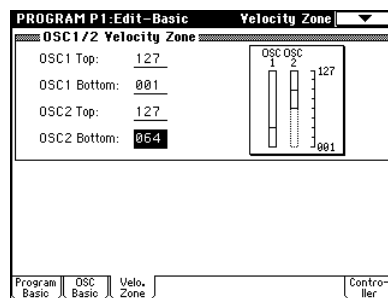 PROGRAM P1:Edit-Basic Velocity Zone
OSC1/2 Velocity Zone
OSC1 Top: 127
OSC1 Bottom: 001
OSC2 Top: 127
OSC2 Bottom: 064
OSC OSC
1 2
127
001
Program Basic
OSC Basic
Velo. Zone
Contro-
ller